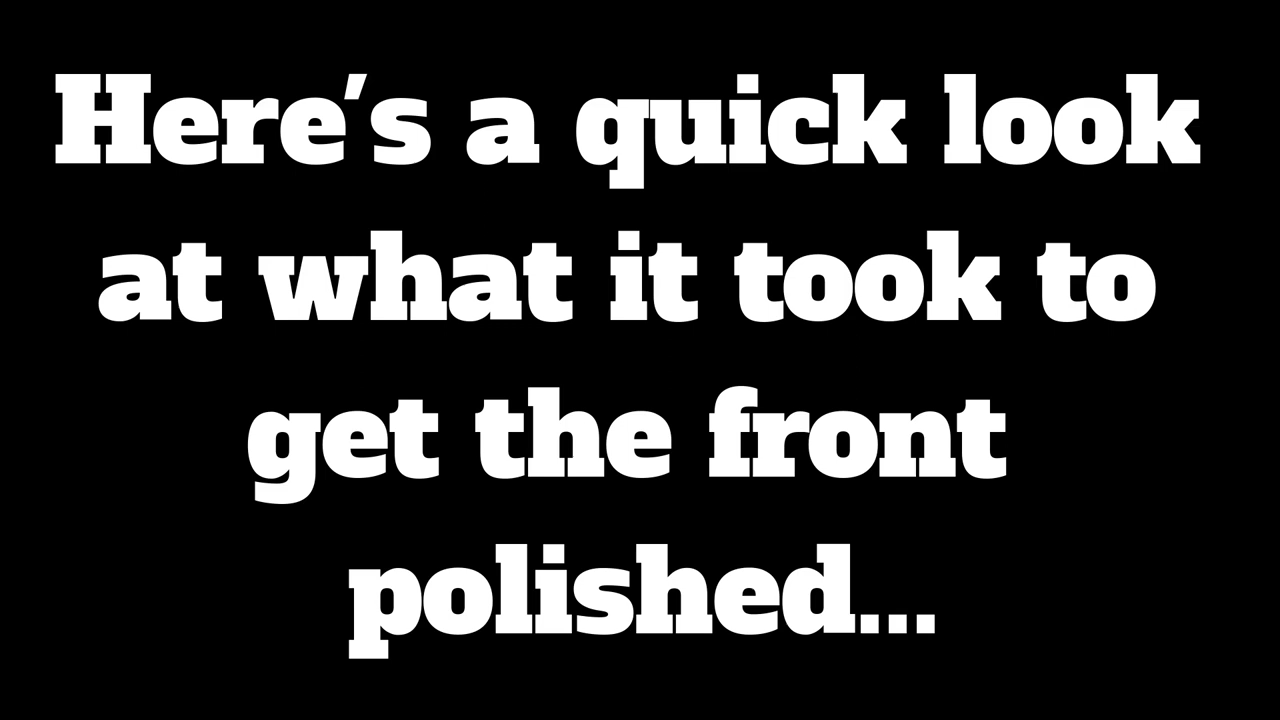 Here's a quick look
at what it took to
get the front
polished...